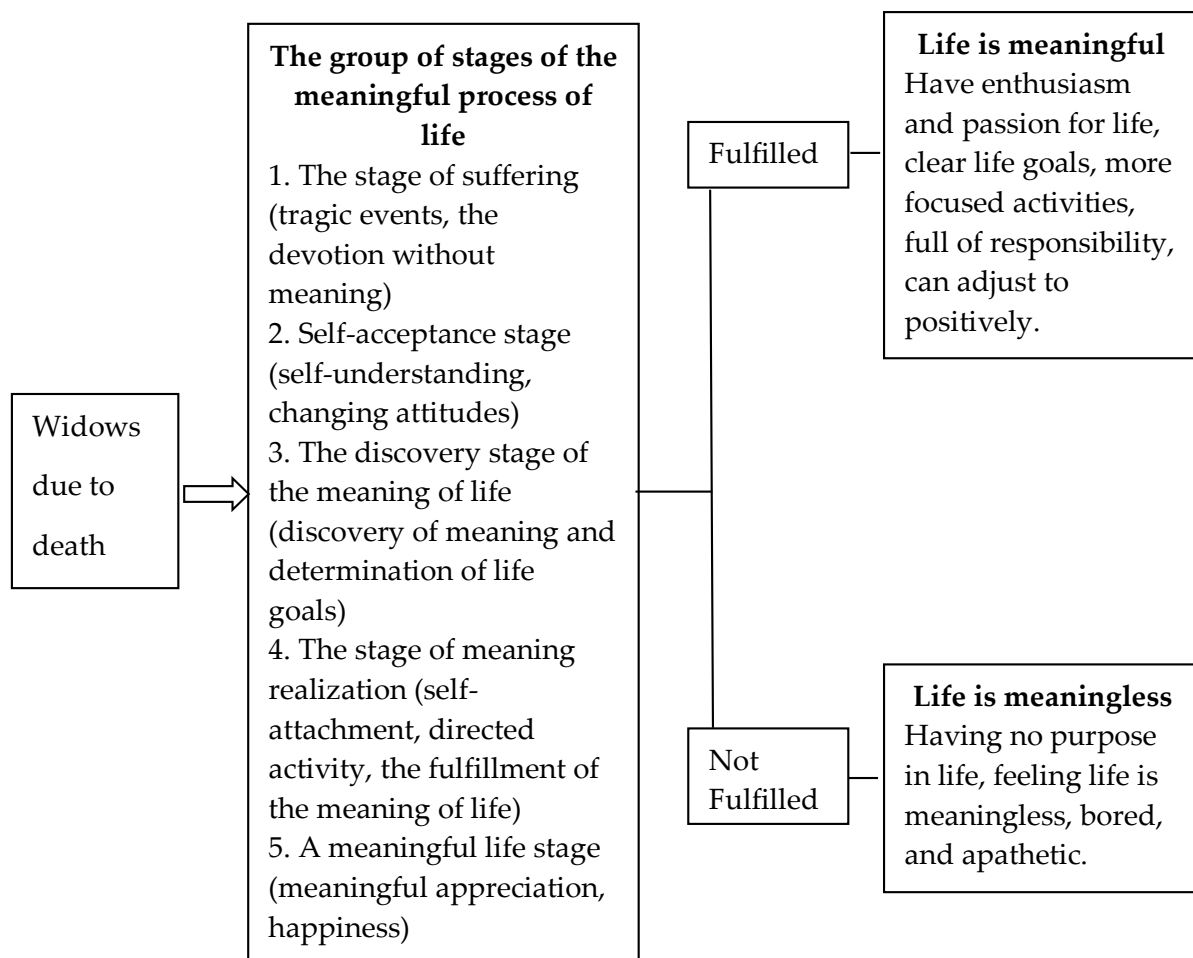 Widows
due to
death
The group of stages of the
meaningful process of
life
1. The stage of suffering
(tragic events, the
devotion without
meaning)
2. Self-acceptance stage
(self-understanding,
changing attitudes)
3. The discovery stage of
the meaning of life
(discovery of meaning and
determination of life
goals)
4. The stage of meaning
realization (self-
attachment, directed
activity, the fulfillment of
the meaning of life)
5. A meaningful life stage
(meaningful appreciation,
happiness)
Fulfilled
Life is meaningful
Have enthusiasm
and passion for life,
clear life goals, more
focused activities,
full of responsibility,
can adjust to
positively.
Not
Fulfilled
Life is meaningless
Having no purpose
in life, feeling life is
meaningless, bored,
and apathetic.